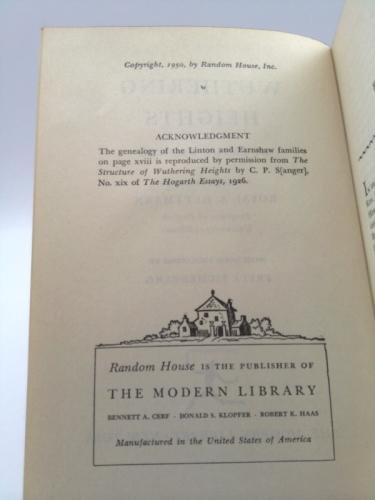 Copyright, 1950, by Random House, Inc.
ACKNOWLEDGMENT
The genealogy of the Linton and Earnshaw families
on page xviii is reproduced by permission from The
Structure of Wuthering Heights by C. P. S[anger],
No. xix of The Hogarth Essays, 1926.
Random House IS THE PUBLISHER OF
THE MODERN LIBRARY
BENNETT A. CERF · DONALD S. KLOPFER · ROBERT K. HAAS
Manufactured in the United States of America